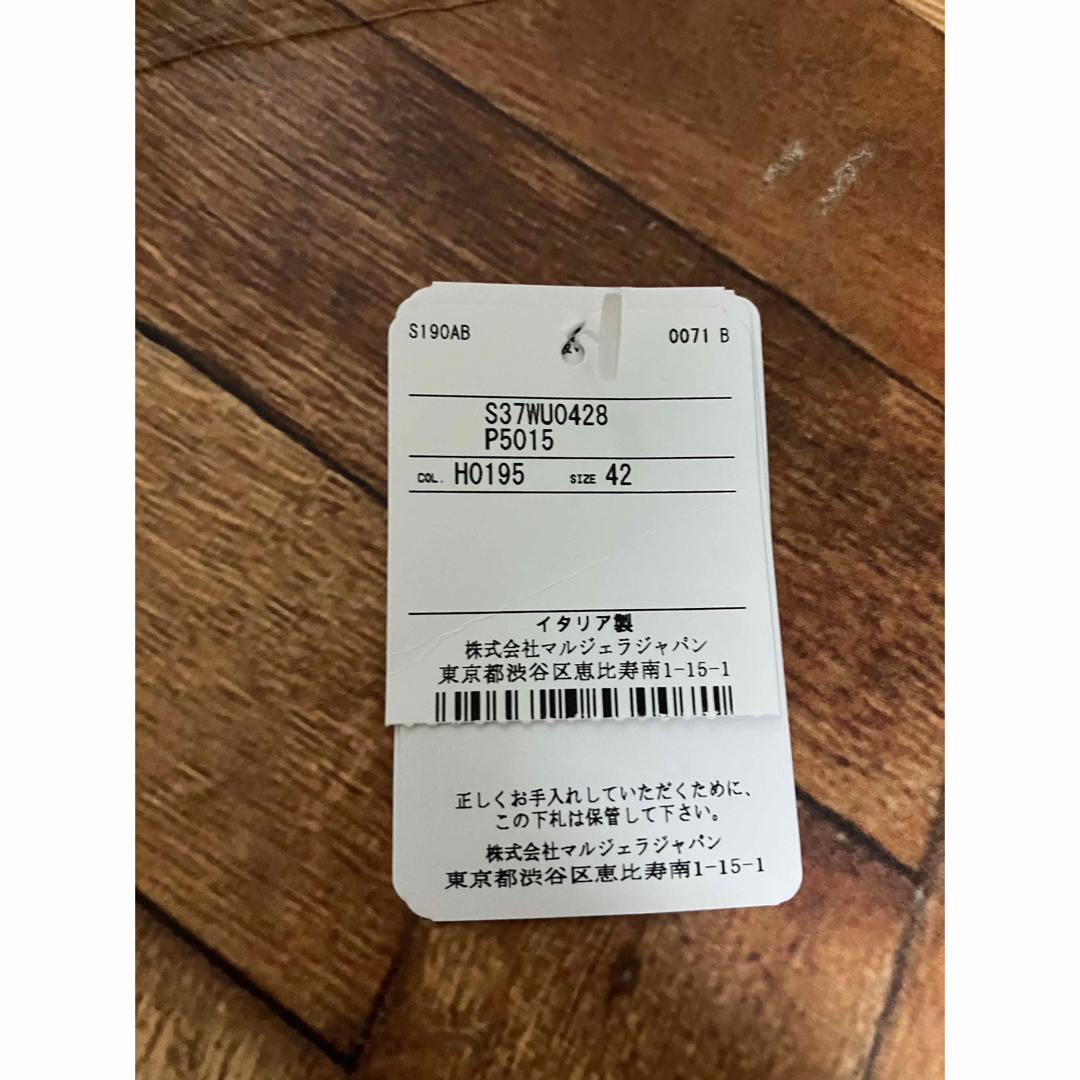 S190AB 0071 B
S37WU0428
P5015
COL. H0195 SIZE 42
イタリア製
株式会社マルジェラジャパン
東京都渋谷区恵比寿南1-15-1
正しくお手入れしていただくために、
この下札は保管して下さい。
株式会社マルジェラジャパン
東京都渋谷区恵比寿南1-15-1